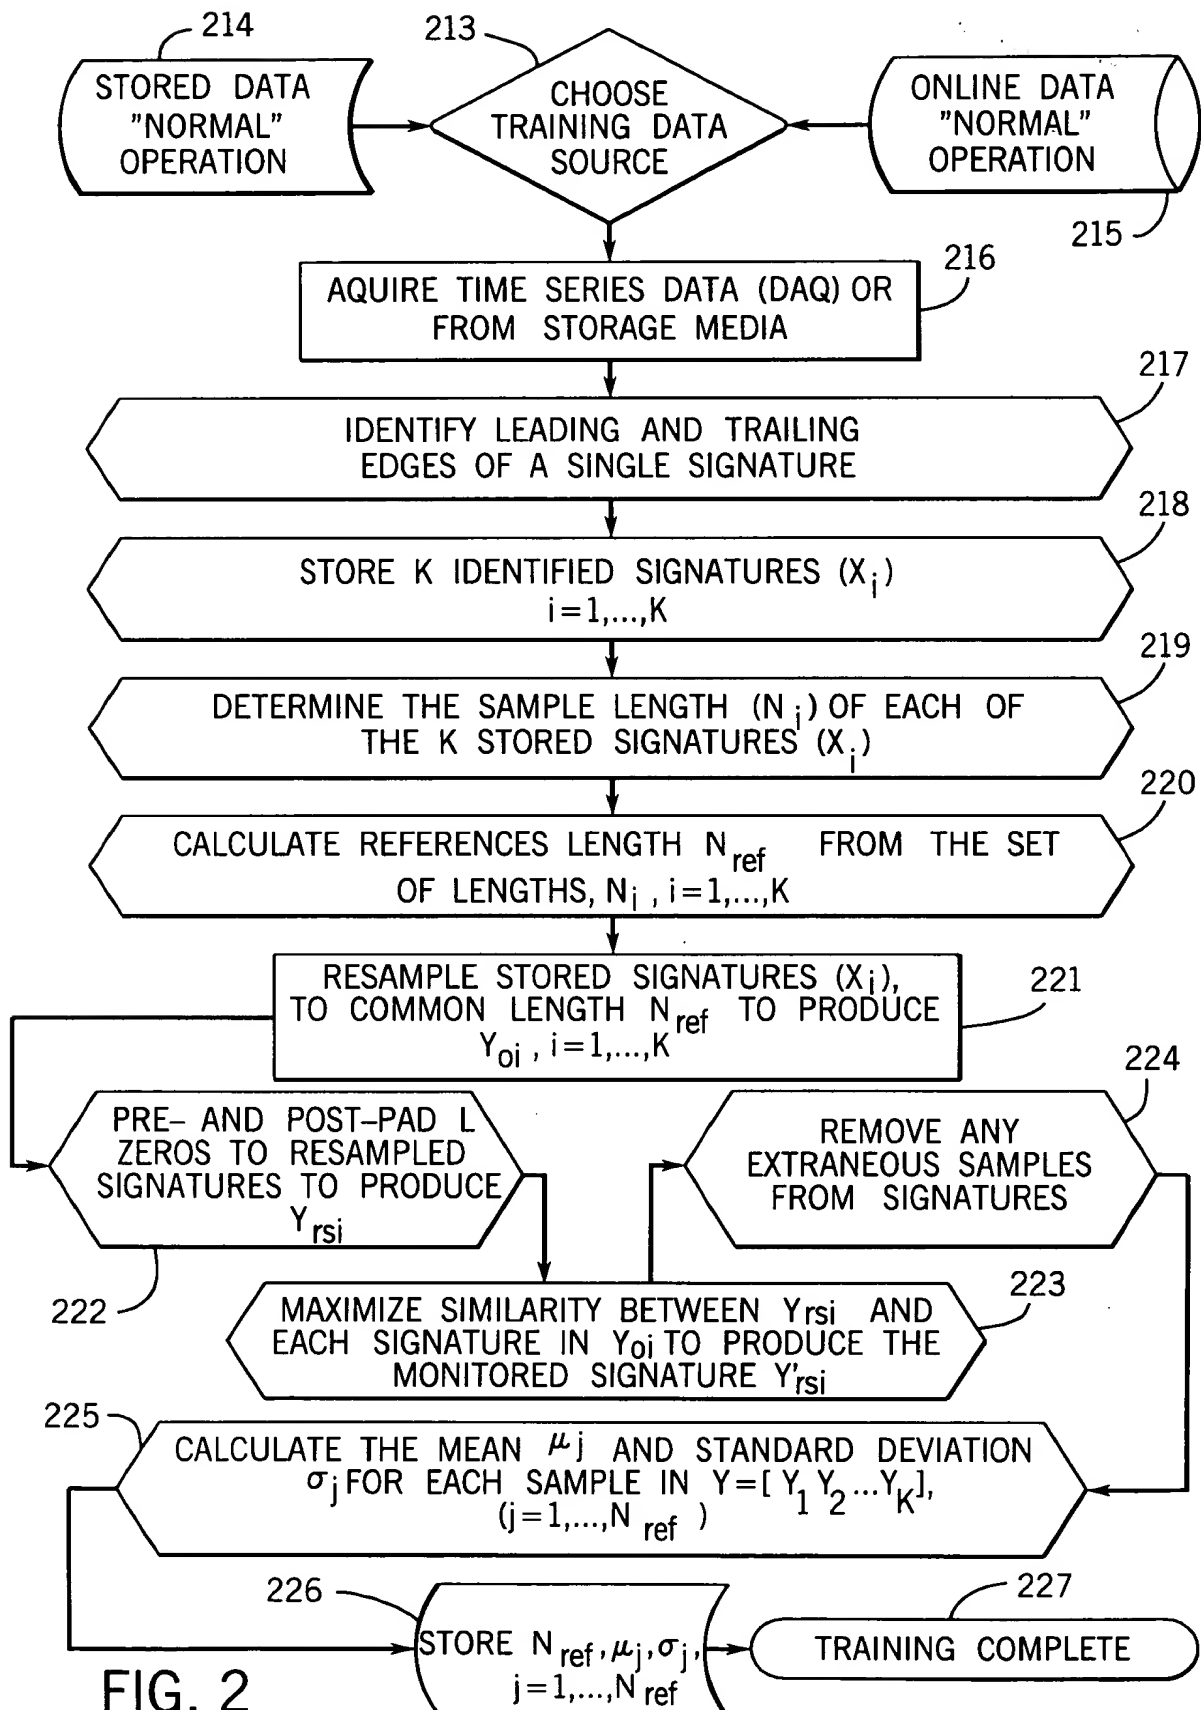 214
213
STORED DATA
"NORMAL"
OPERATION
CHOOSE
TRAINING DATA
SOURCE
ONLINE DATA
"NORMAL"
OPERATION
215
AQUIRE TIME SERIES DATA (DAQ) OR
FROM STORAGE MEDIA
216
217
IDENTIFY LEADING AND TRAILING
EDGES OF A SINGLE SIGNATURE
218
STORE K IDENTIFIED SIGNATURES (Xi)
i=1,...,K
219
DETERMINE THE SAMPLE LENGTH (Ni) OF EACH OF
THE K STORED SIGNATURES (Xi)
220
CALCULATE REFERENCES LENGTH Nref FROM THE SET
OF LENGTHS, Ni , i=1,...,K
RESAMPLE STORED SIGNATURES (Xi),
TO COMMON LENGTH Nref TO PRODUCE
Yoi , i=1,...,K
221
224
PRE- AND POST-PAD L
ZEROS TO RESAMPLED
SIGNATURES TO PRODUCE
Yrsi
REMOVE ANY
EXTRANEOUS SAMPLES
FROM SIGNATURES
222
223
MAXIMIZE SIMILARITY BETWEEN Yrsi AND
EACH SIGNATURE IN Yoi TO PRODUCE THE
MONITORED SIGNATURE Y'rsi
225
CALCULATE THE MEAN μj AND STANDARD DEVIATION
σj FOR EACH SAMPLE IN Y=[ Y1 Y2 ...YK],
(j=1,...,Nref )
226
227
STORE Nref, μj, σj,
j=1,...,Nref
TRAINING COMPLETE
FIG. 2